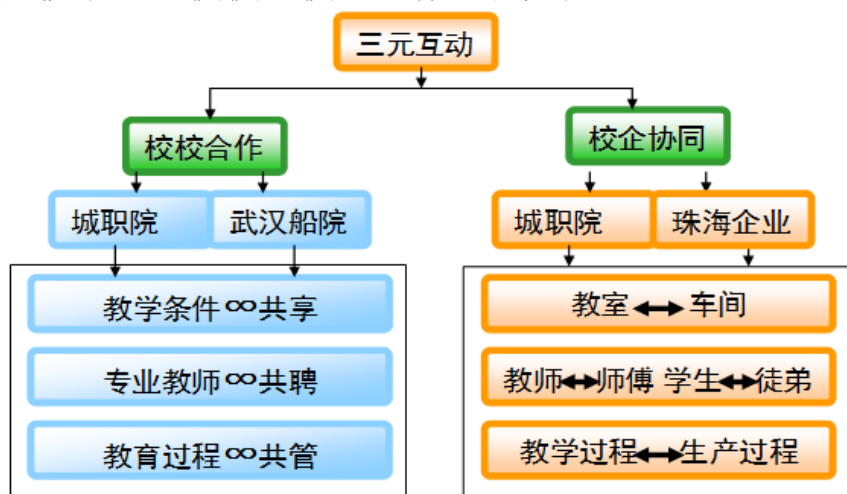 三元互动
校校合作
校企协同
城职院 武汉船院
城职院 珠海企业
教学条件∞共享
专业教师∞共聘
教育过程∞共管
教室↔车间
教师↔师傅 学生↔徒弟
教学过程↔生产过程